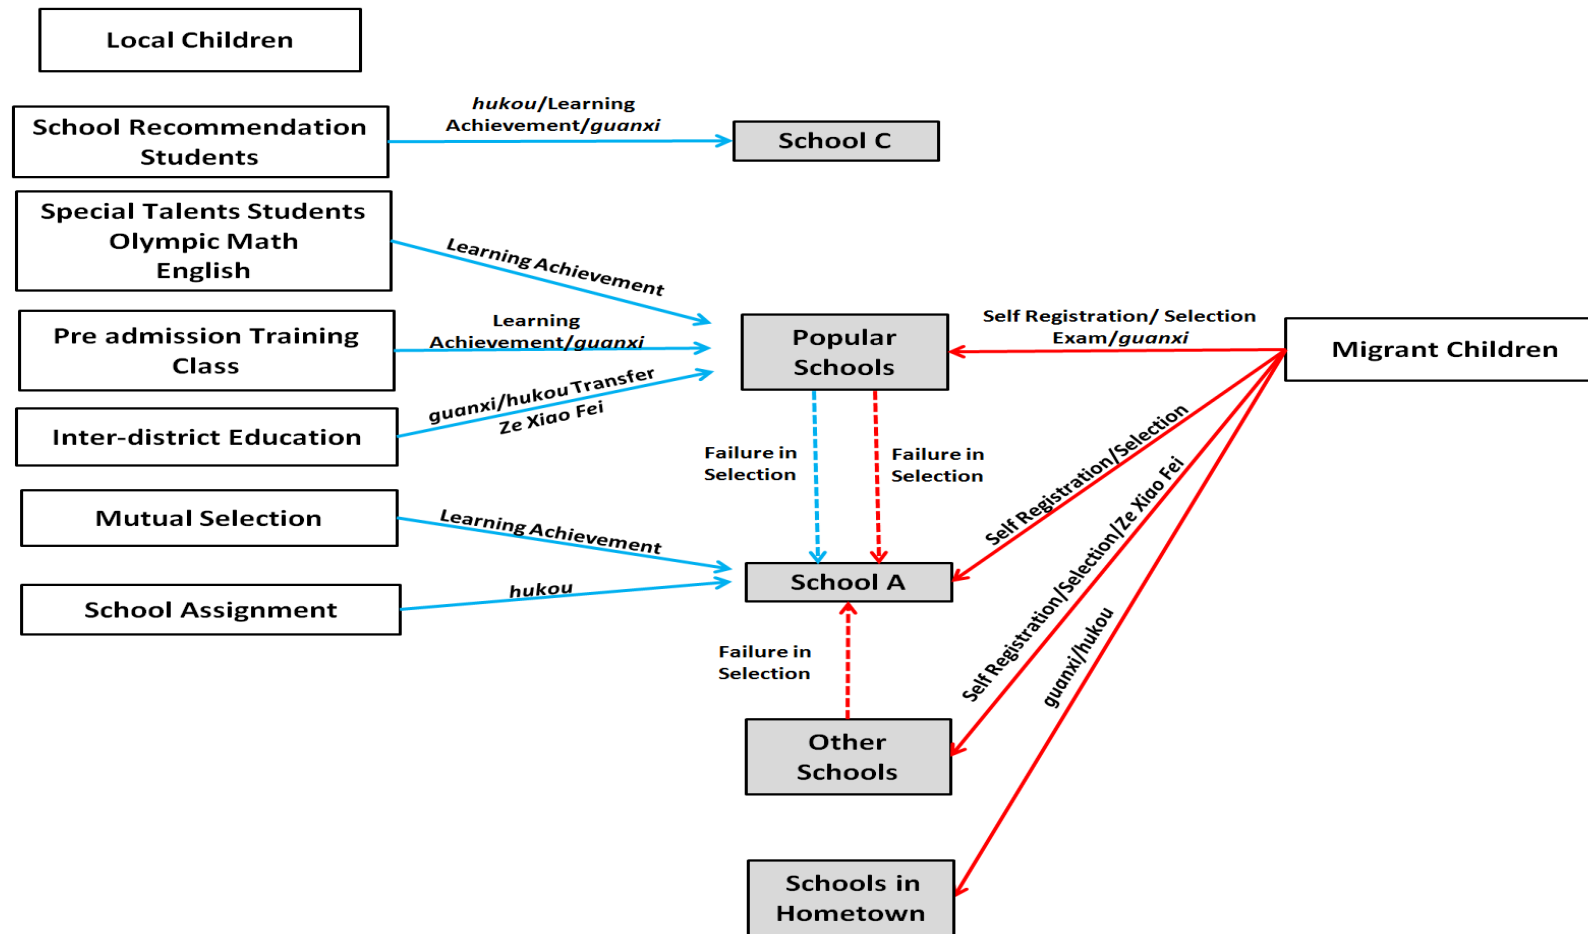 Local Children
School Recommendation
Students
hukou/Learning
Achievement/guanxi
School C
Special Talents Students
Olympic Math
English
Learning Achievement
Pre admission Training
Class
Learning
Achievement/guanxi
Popular
Schools
Self Registration/ Selection
Exam/guanxi
Migrant Children
Inter-district Education
guanxi/hukou Transfer
Ze Xiao Fei
Failure in
Selection
Failure in
Selection
Self Registration/Selection
Self Registration/Selection/Ze Xiao Fei
guanxi/hukou
Mutual Selection
Learning Achievement
School A
School Assignment
hukou
Failure in
Selection
Other
Schools
Schools in
Hometown